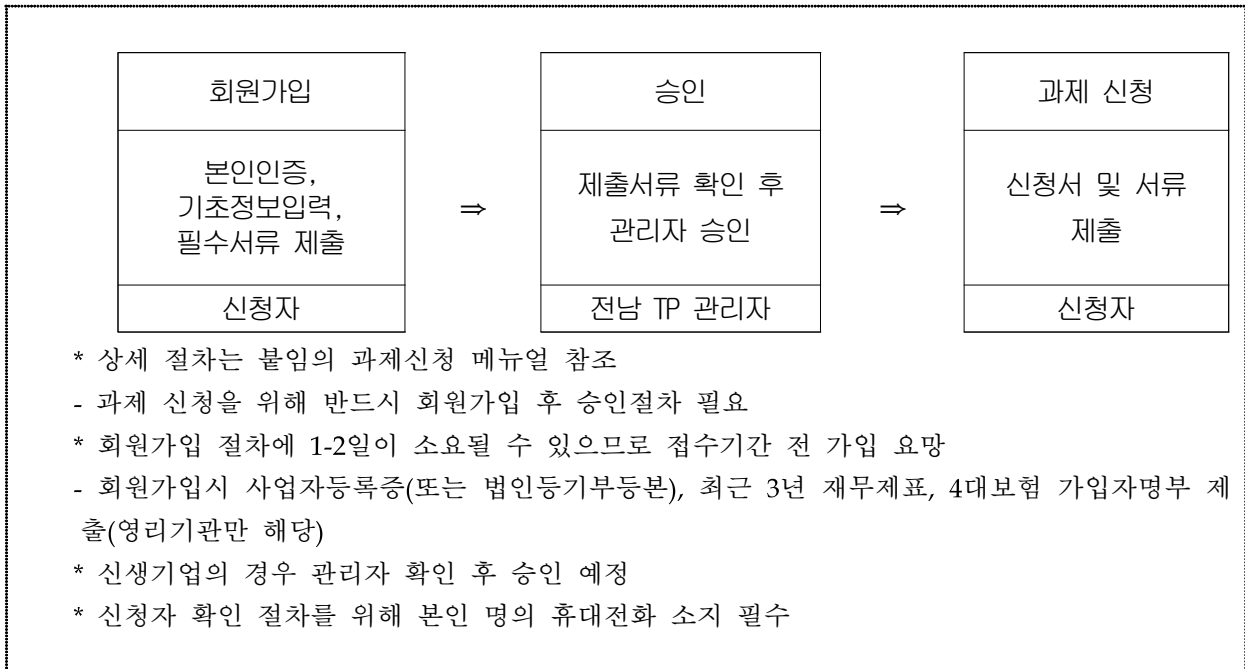 회원가입
본인인증,
기초정보입력,
필수서류 제출
신청자
⇒
승인
제출서류 확인 후
관리자 승인
전남 TP 관리자
⇒
과제 신청
신청서 및 서류
제출
신청자
* 상세 절차는 붙임의 과제신청 메뉴얼 참조
- 과제 신청을 위해 반드시 회원가입 후 승인절차 필요
* 회원가입 절차에 1-2일이 소요될 수 있으므로 접수기간 전 가입 요망
- 회원가입시 사업자등록증(또는 법인등기부등본), 최근 3년 재무제표, 4대보험 가입자명부 제
출(영리기관만 해당)
* 신생기업의 경우 관리자 확인 후 승인 예정
* 신청자 확인 절차를 위해 본인 명의 휴대전화 소지 필수